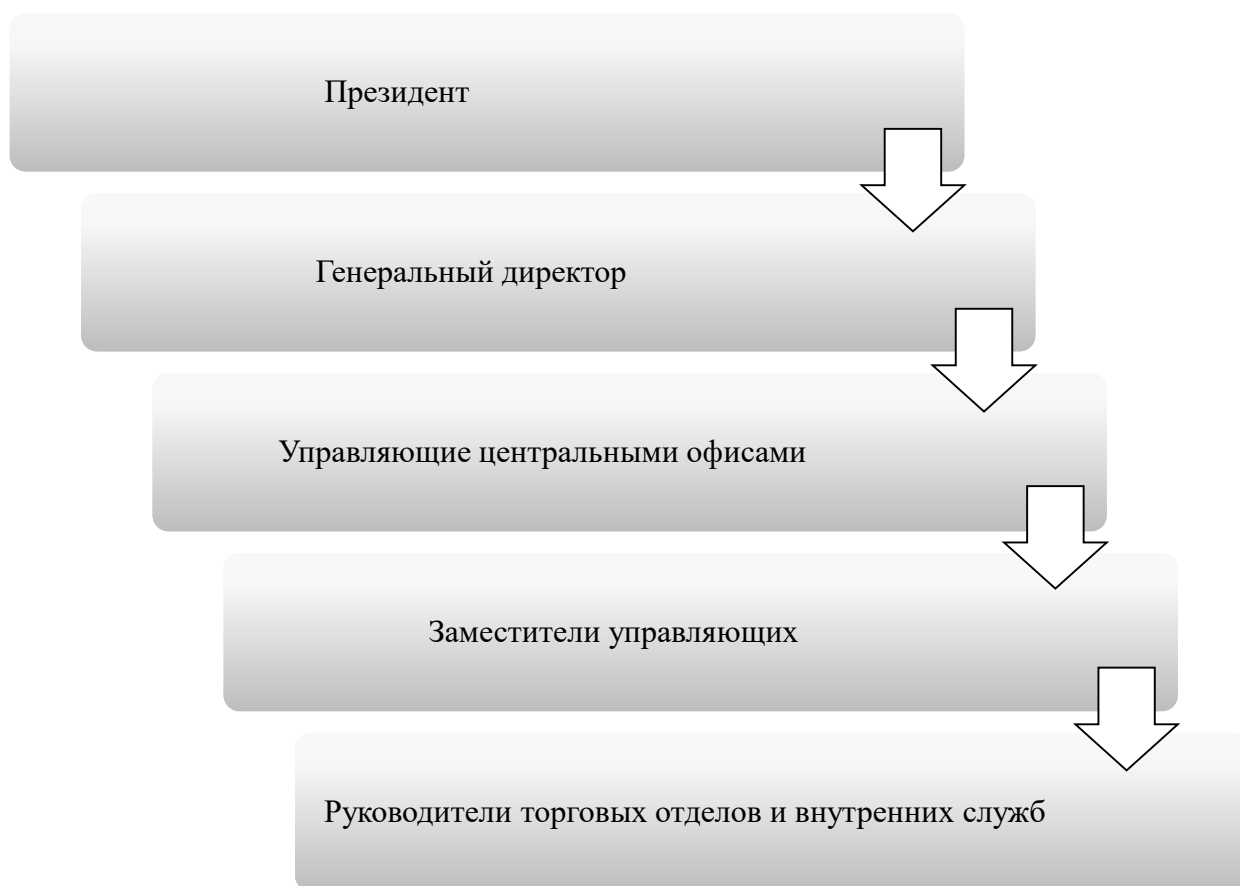 Президент
Генеральный директор
Управляющие центральными офисами
Заместители управляющих
Руководители торговых отделов и внутренних служб